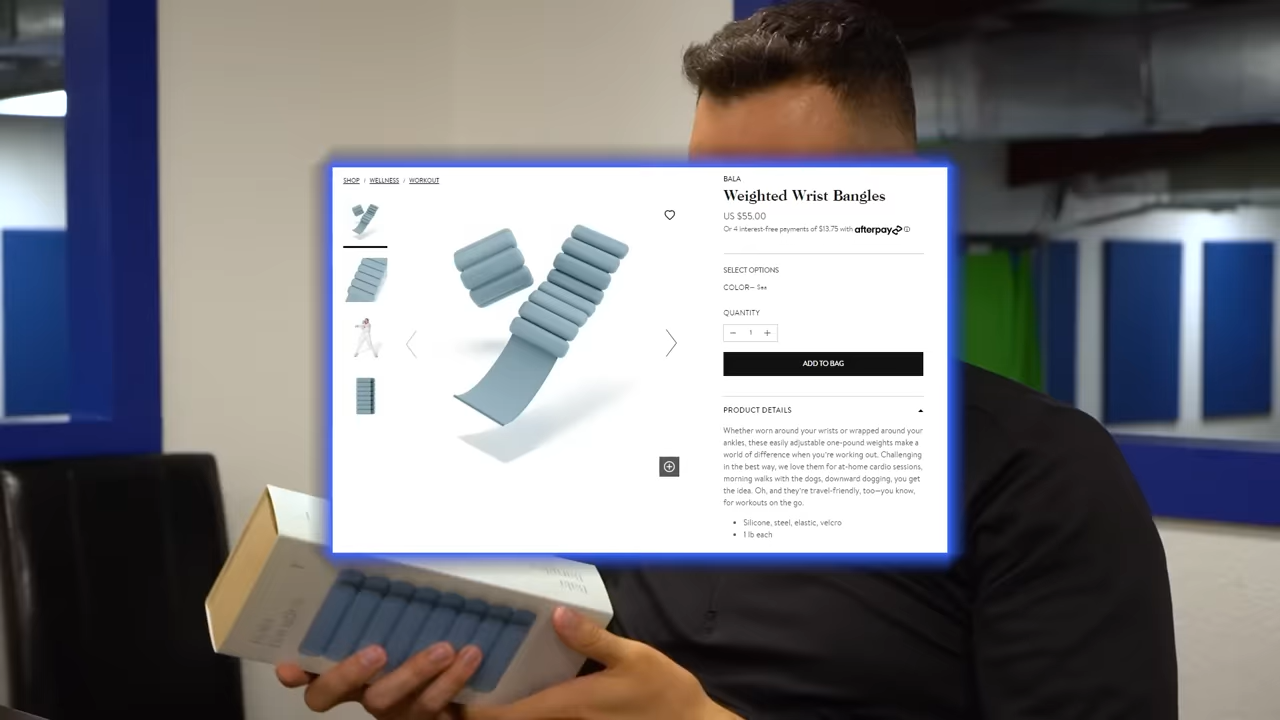 SHOP / WELLNESS / WORKOUT
BALA
Weighted Wrist Bangles
US $55.00
Or 4 interest-free payments of $13.75 with afterpay
SELECT OPTIONS
COLOR— Sea
QUANTITY
− 1 +
ADD TO BAG
PRODUCT DETAILS
Whether worn around your wrists or wrapped around your
ankles, these easily adjustable one-pound weights make a
world of difference when you're working out. Challenging
in the best way, we love them for at-home cardio sessions,
morning walks with the dogs, downward dogging, you get
the idea. Oh, and they're travel-friendly, too—you know,
for workouts on the go.
• Silicone, steel, elastic, velcro
• 1 lb each